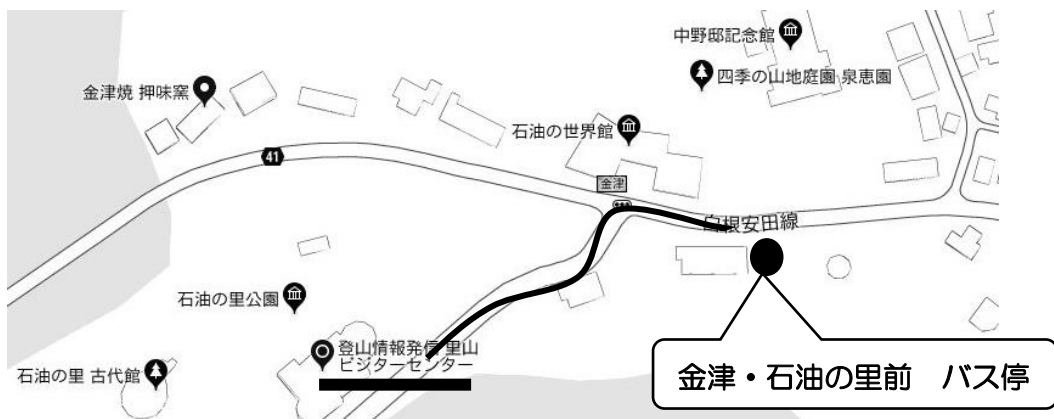 中野邸記念館
四季の山地庭園 泉恵園
金津焼 押味窯
石油の世界館
41
金津
白根安田線
石油の里公園
登山情報発信 里山
ビジターセンター
石油の里 古代館
金津・石油の里前　バス停